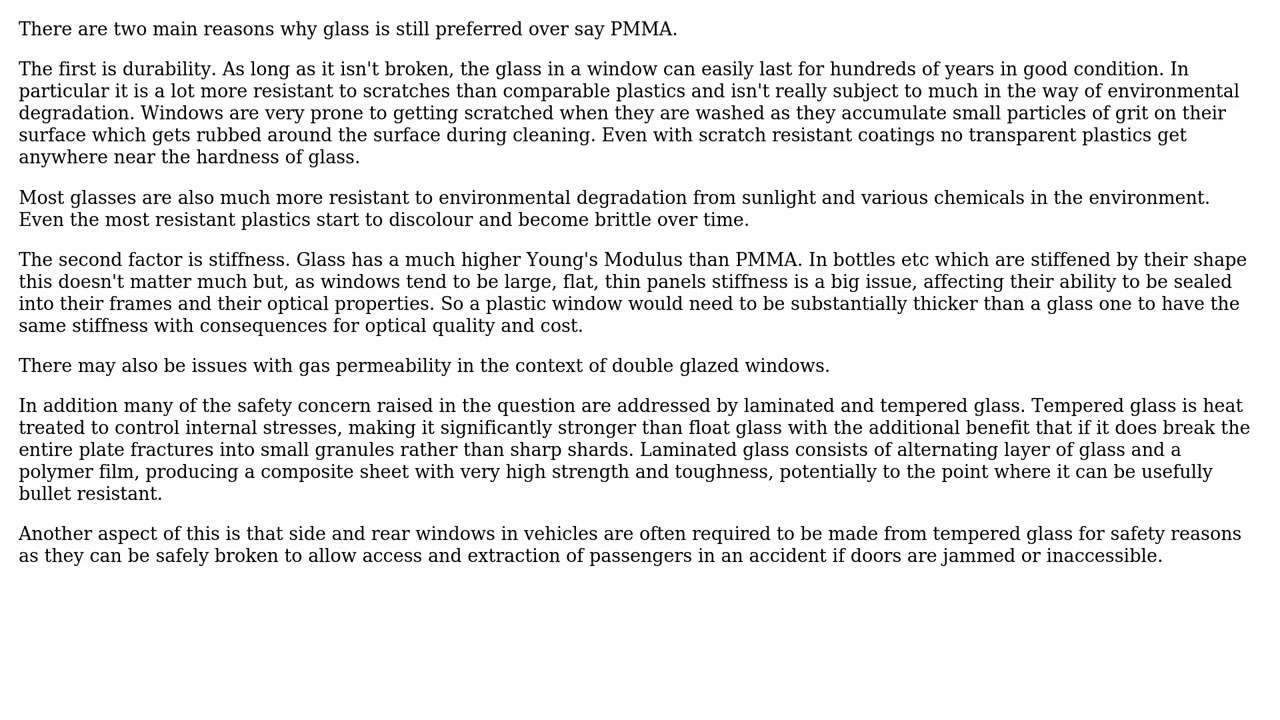 There are two main reasons why glass is still preferred over say PMMA.
The first is durability. As long as it isn't broken, the glass in a window can easily last for hundreds of years in good condition. In
particular it is a lot more resistant to scratches than comparable plastics and isn't really subject to much in the way of environmental
degradation. Windows are very prone to getting scratched when they are washed as they accumulate small particles of grit on their
surface which gets rubbed around the surface during cleaning. Even with scratch resistant coatings no transparent plastics get
anywhere near the hardness of glass.
Most glasses are also much more resistant to environmental degradation from sunlight and various chemicals in the environment.
Even the most resistant plastics start to discolour and become brittle over time.
The second factor is stiffness. Glass has a much higher Young's Modulus than PMMA. In bottles etc which are stiffened by their shape
this doesn't matter much but, as windows tend to be large, flat, thin panels stiffness is a big issue, affecting their ability to be sealed
into their frames and their optical properties. So a plastic window would need to be substantially thicker than a glass one to have the
same stiffness with consequences for optical quality and cost.
There may also be issues with gas permeability in the context of double glazed windows.
In addition many of the safety concern raised in the question are addressed by laminated and tempered glass. Tempered glass is heat
treated to control internal stresses, making it significantly stronger than float glass with the additional benefit that if it does break the
entire plate fractures into small granules rather than sharp shards. Laminated glass consists of alternating layer of glass and a
polymer film, producing a composite sheet with very high strength and toughness, potentially to the point where it can be usefully
bullet resistant.
Another aspect of this is that side and rear windows in vehicles are often required to be made from tempered glass for safety reasons
as they can be safely broken to allow access and extraction of passengers in an accident if doors are jammed or inaccessible.